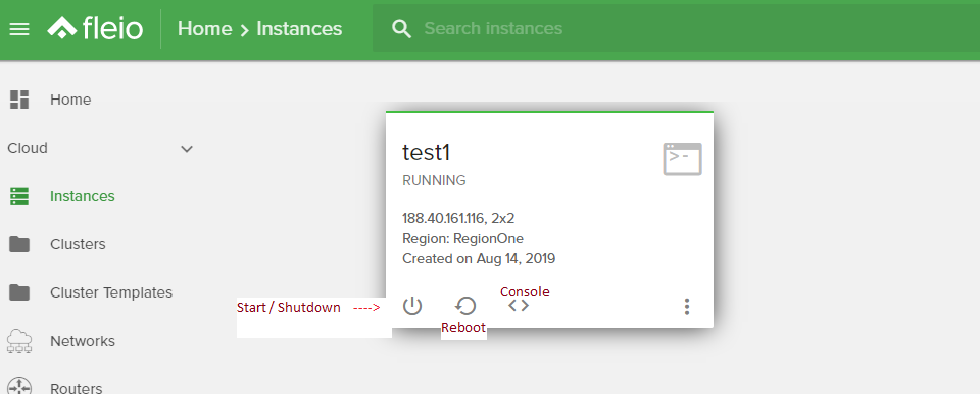 fleio
Home > Instances
Search instances
Home
Cloud
Instances
Clusters
Cluster Templates
Networks
Routers
test1
RUNNING
188.40.161.116, 2x2
Region: RegionOne
Created on Aug 14, 2019
Start / Shutdown ---->
Reboot
Console